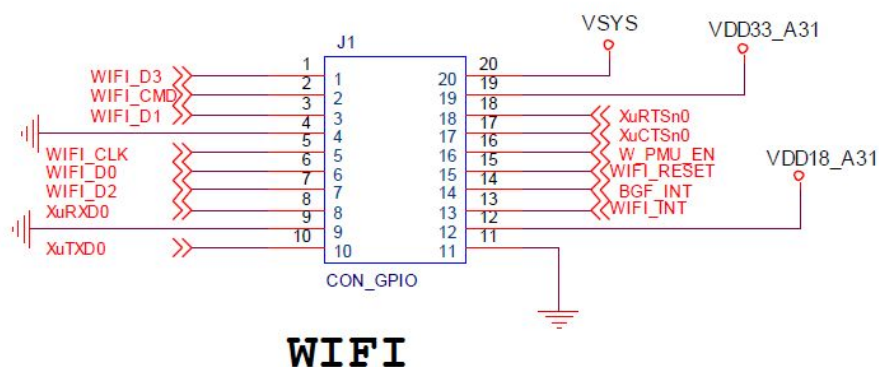 VSYS
VDD33_A31
J1
1 20
WIFI_D3 1 20
2 19
WIFI_CMD 2 19
3 18
WIFI_D1 3 18 XuRTSn0
4 17
4 17 XuCTSn0
5 16
WIFI_CLK 5 16 W_PMU_EN
VDD18_A31
6 15
WIFI_D0 6 15 WIFI_RESET
7 14
WIFI_D2 7 14 BGF_INT
8 13
XuRXD0 8 13 WIFI_TNT
9 12
9 12
10 11
XuTXD0 10 11
CON_GPIO
WIFI